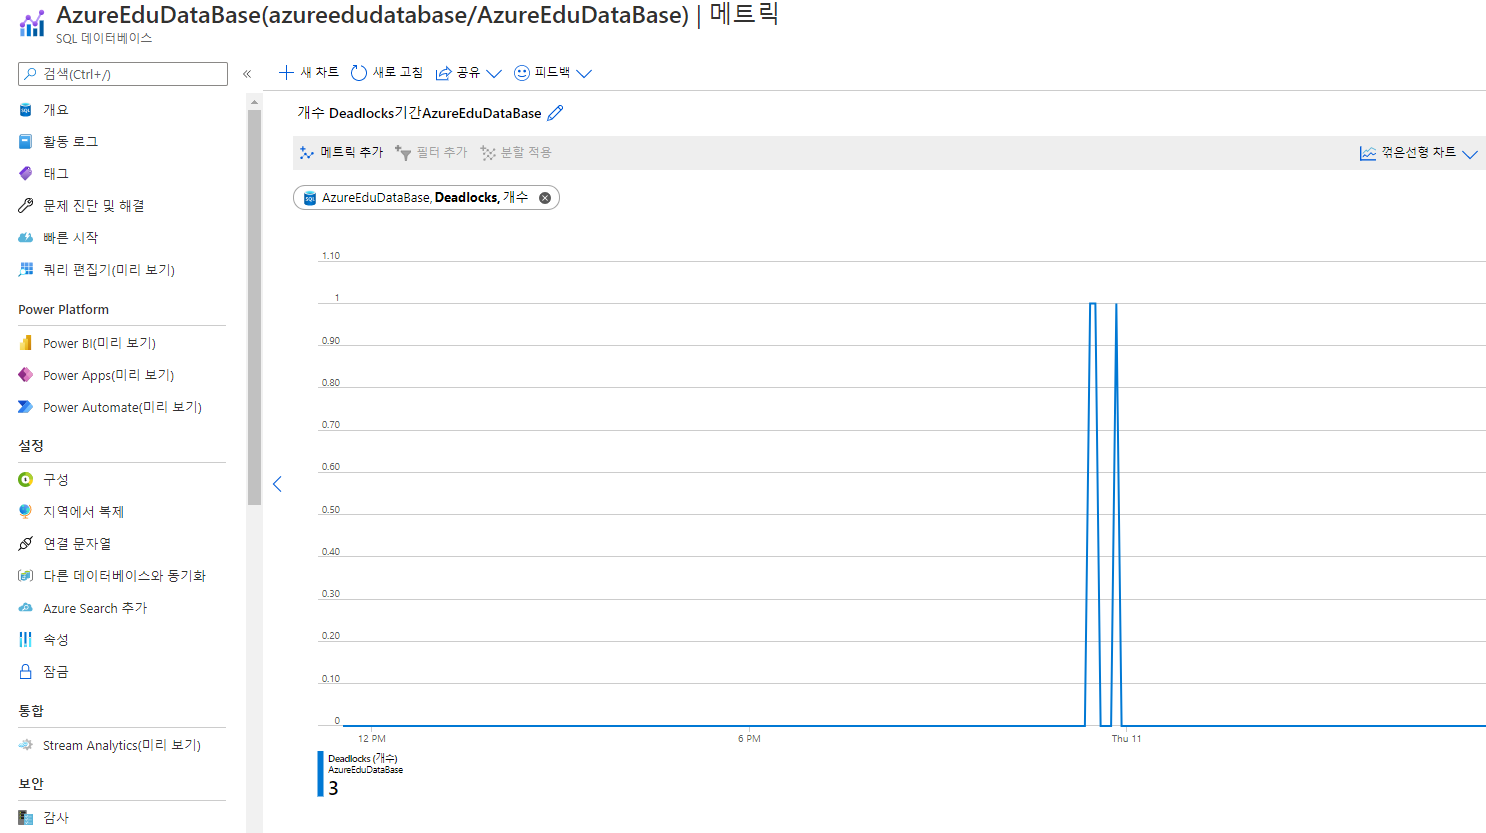 AzureEduDataBase(azureedudatabase/AzureEduDataBase) | 메트릭
SQL 데이터베이스
검색(Ctrl+/)
«
개요
활동 로그
태그
문제 진단 및 해결
빠른 시작
쿼리 편집기(미리 보기)
Power Platform
Power BI(미리 보기)
Power Apps(미리 보기)
Power Automate(미리 보기)
설정
구성
지역에서 복제
연결 문자열
다른 데이터베이스와 동기화
Azure Search 추가
속성
잠금
통합
Stream Analytics(미리 보기)
보안
감사
새 차트 새로 고침 공유 피드백
개수 Deadlocks기간AzureEduDataBase
메트릭 추가 필터 추가 분할 적용 꺾은선형 차트
AzureEduDataBase, Deadlocks, 개수
1.10
1
0.90
0.80
0.70
0.60
0.50
0.40
0.30
0.20
0.10
0
12 PM 6 PM Thu 11
Deadlocks (개수)
AzureEduDataBase
3